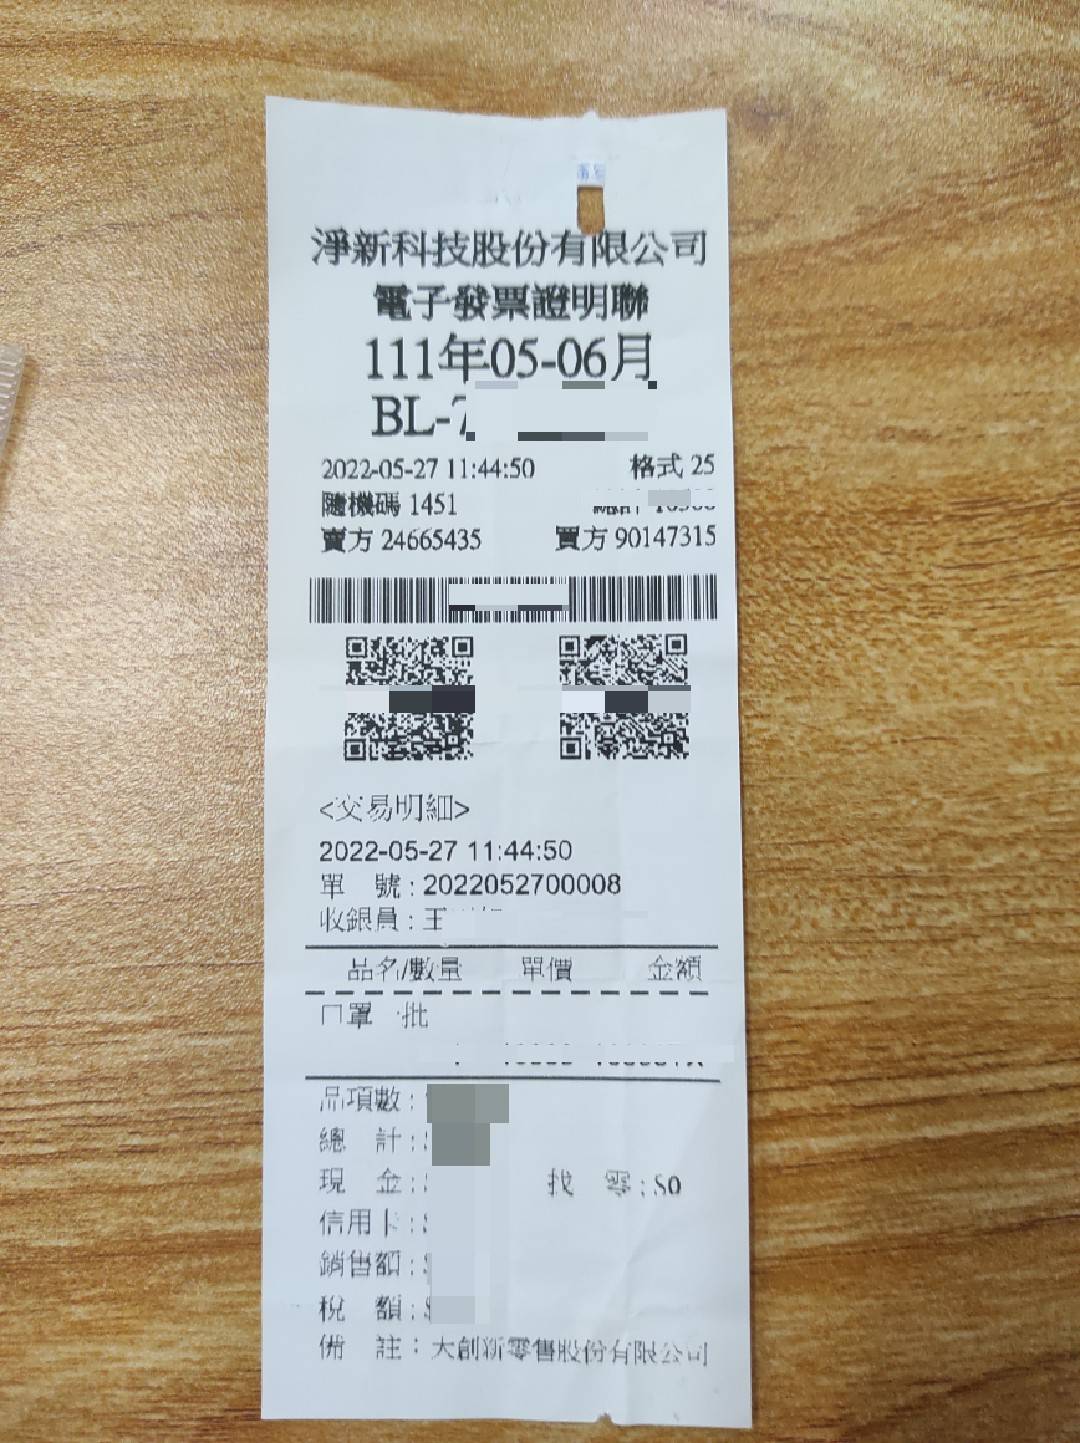 淨新科技股份有限公司
電子發票證明聯
111年05-06月
BL-7
2022-05-27 11:44:50 格式 25
隨機碼 1451 總計
賣方 24665435 買方 90147315
<交易明細>
2022-05-27 11:44:50
單 號：2022052700008
收銀員：王
品名/數量 單價 金額
口罩 批
品項數：
總 計：
現 金： 找 零：$0
信用卡：
銷售額：
稅 額：
備 註：大創新零售股份有限公司